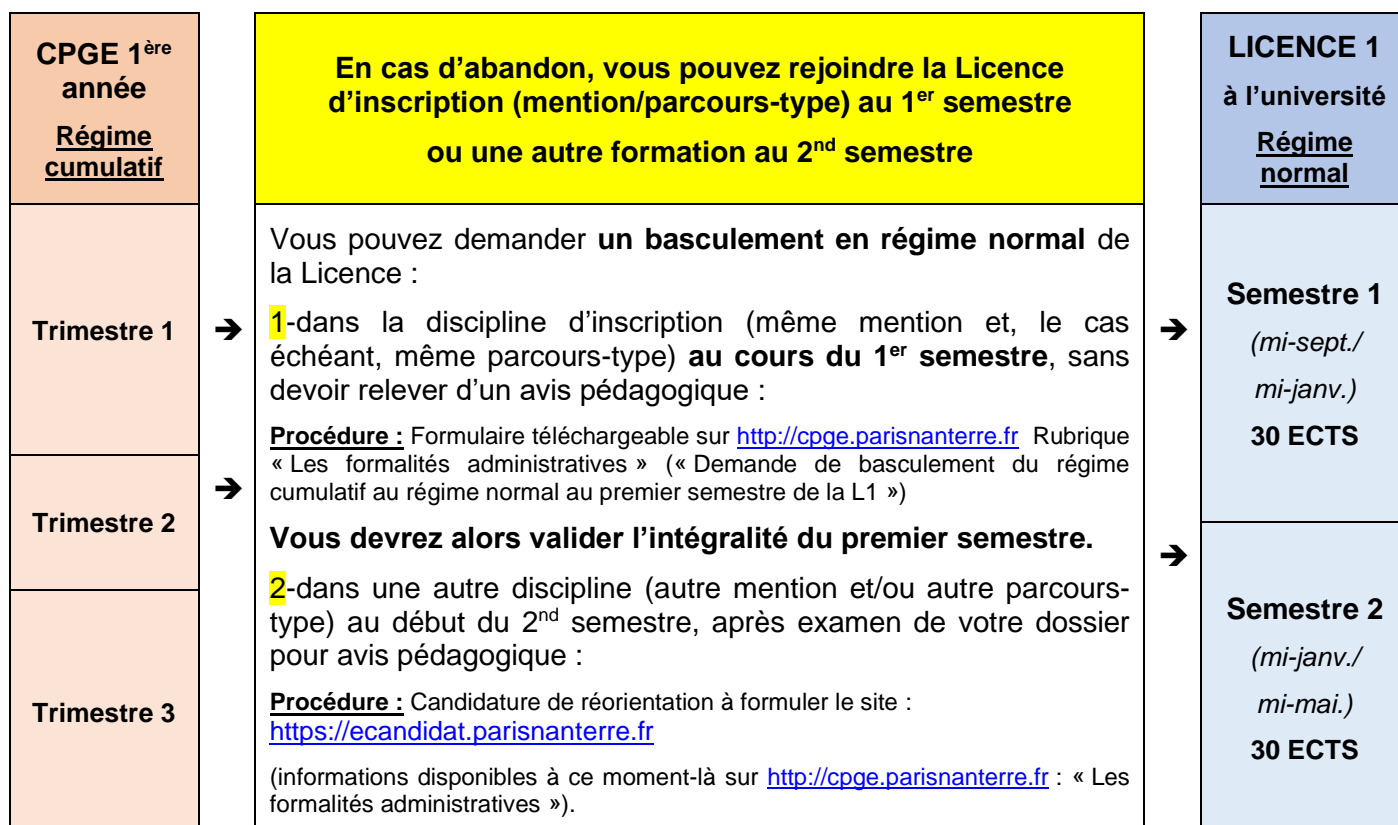 CPGE 1ère
année
Régime
cumulatif
Trimestre 1
Trimestre 2
Trimestre 3
➔
➔
En cas d’abandon, vous pouvez rejoindre la Licence
d’inscription (mention/parcours-type) au 1er semestre
ou une autre formation au 2nd semestre
Vous pouvez demander un basculement en régime normal de
la Licence :
1-dans la discipline d’inscription (même mention et, le cas
échéant, même parcours-type) au cours du 1er semestre, sans
devoir relever d’un avis pédagogique :
Procédure : Formulaire téléchargeable sur http://cpge.parisnanterre.fr Rubrique
« Les formalités administratives » (« Demande de basculement du régime
cumulatif au régime normal au premier semestre de la L1 »)
Vous devrez alors valider l’intégralité du premier semestre.
2-dans une autre discipline (autre mention et/ou autre parcours-
type) au début du 2nd semestre, après examen de votre dossier
pour avis pédagogique :
Procédure : Candidature de réorientation à formuler le site :
https://ecandidat.parisnanterre.fr
(informations disponibles à ce moment-là sur http://cpge.parisnanterre.fr : « Les
formalités administratives »).
➔
➔
LICENCE 1
à l’université
Régime
normal
Semestre 1
(mi-sept./
mi-janv.)
30 ECTS
Semestre 2
(mi-janv./
mi-mai.)
30 ECTS